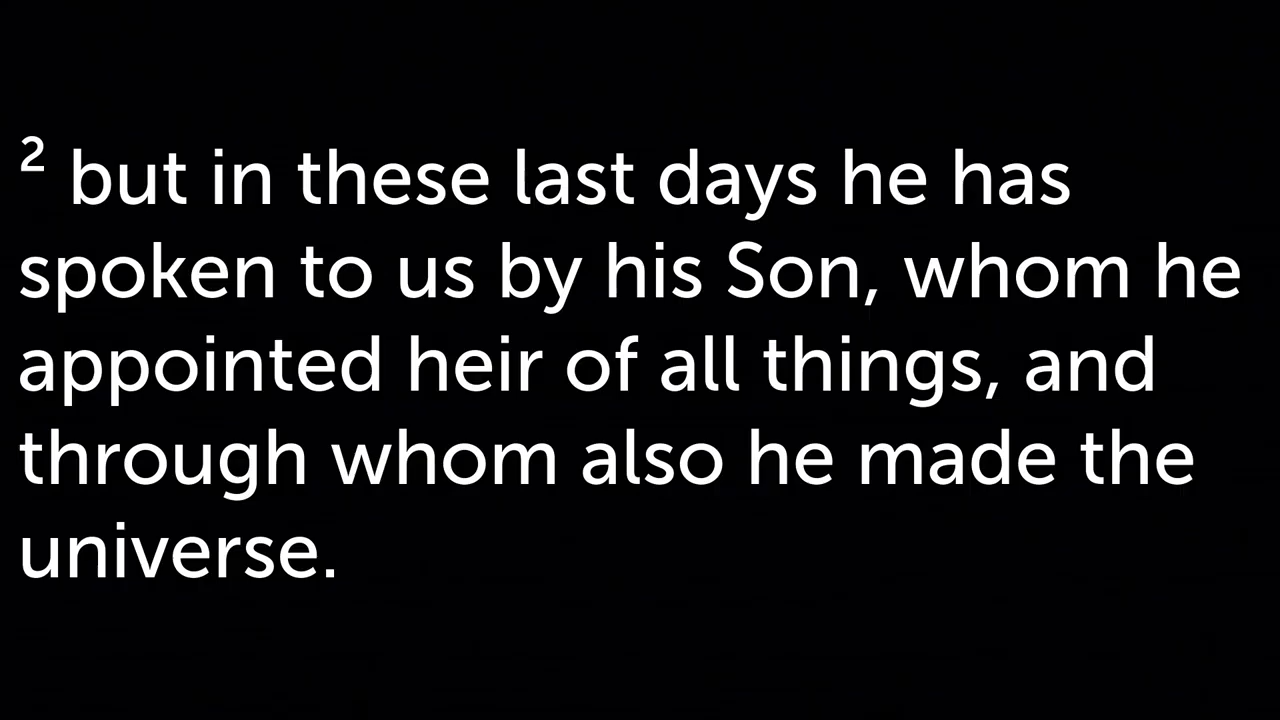 ² but in these last days he has
spoken to us by his Son, whom he
appointed heir of all things, and
through whom also he made the
universe.